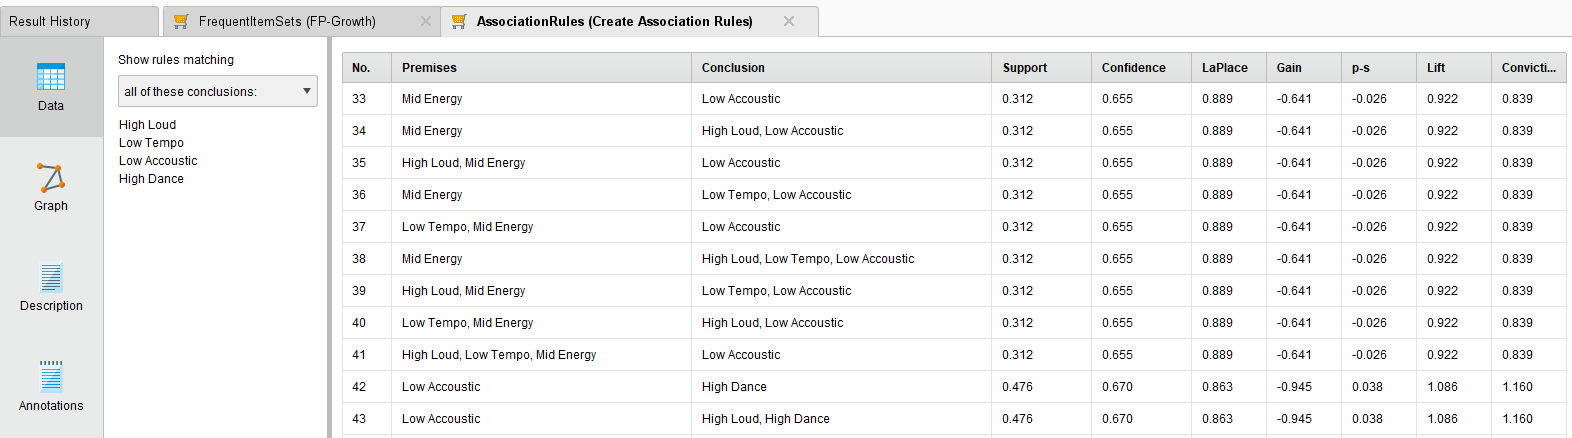 Result History FrequentItemSets (FP-Growth) AssociationRules (Create Association Rules)
Data
Graph
Description
Annotations
Show rules matching
all of these conclusions:
High Loud
Low Tempo
Low Accoustic
High Dance
No. Premises Conclusion Support Confidence LaPlace Gain p-s Lift Convicti...
33 Mid Energy Low Accoustic 0.312 0.655 0.889 -0.641 -0.026 0.922 0.839
34 Mid Energy High Loud, Low Accoustic 0.312 0.655 0.889 -0.641 -0.026 0.922 0.839
35 High Loud, Mid Energy Low Accoustic 0.312 0.655 0.889 -0.641 -0.026 0.922 0.839
36 Mid Energy Low Tempo, Low Accoustic 0.312 0.655 0.889 -0.641 -0.026 0.922 0.839
37 Low Tempo, Mid Energy Low Accoustic 0.312 0.655 0.889 -0.641 -0.026 0.922 0.839
38 Mid Energy High Loud, Low Tempo, Low Accoustic 0.312 0.655 0.889 -0.641 -0.026 0.922 0.839
39 High Loud, Mid Energy Low Tempo, Low Accoustic 0.312 0.655 0.889 -0.641 -0.026 0.922 0.839
40 Low Tempo, Mid Energy High Loud, Low Accoustic 0.312 0.655 0.889 -0.641 -0.026 0.922 0.839
41 High Loud, Low Tempo, Mid Energy Low Accoustic 0.312 0.655 0.889 -0.641 -0.026 0.922 0.839
42 Low Accoustic High Dance 0.476 0.670 0.863 -0.945 0.038 1.086 1.160
43 Low Accoustic High Loud, High Dance 0.476 0.670 0.863 -0.945 0.038 1.086 1.160